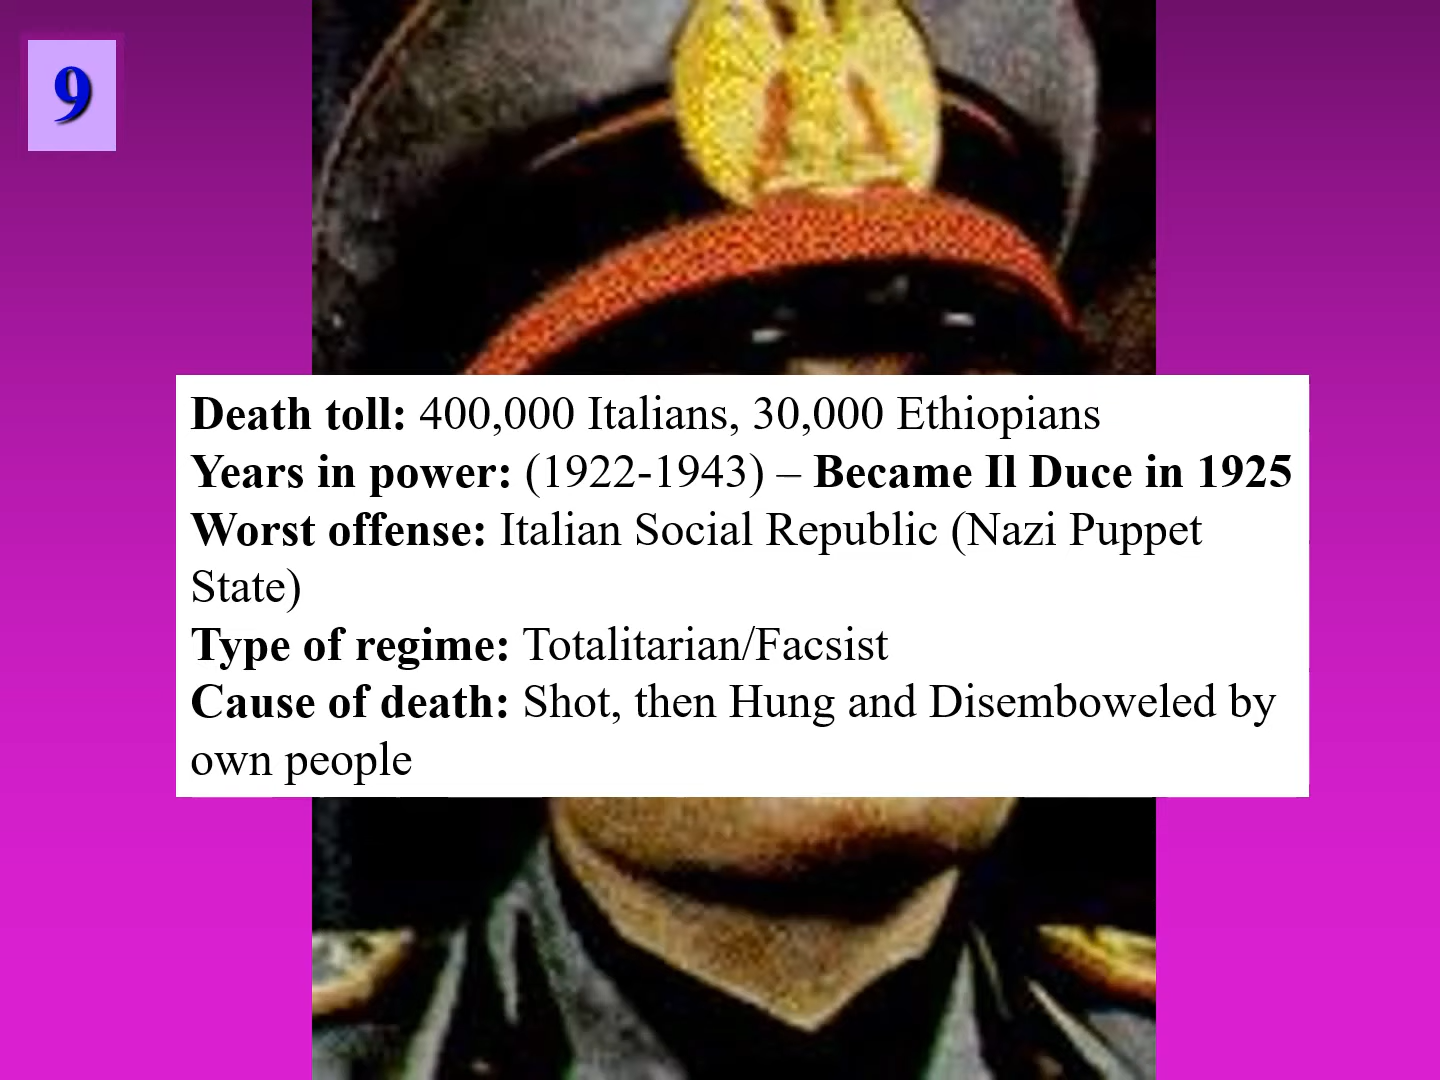 9
Death toll: 400,000 Italians, 30,000 Ethiopians
Years in power: (1922-1943) – Became Il Duce in 1925
Worst offense: Italian Social Republic (Nazi Puppet
State)
Type of regime: Totalitarian/Facsist
Cause of death: Shot, then Hung and Disemboweled by
own people